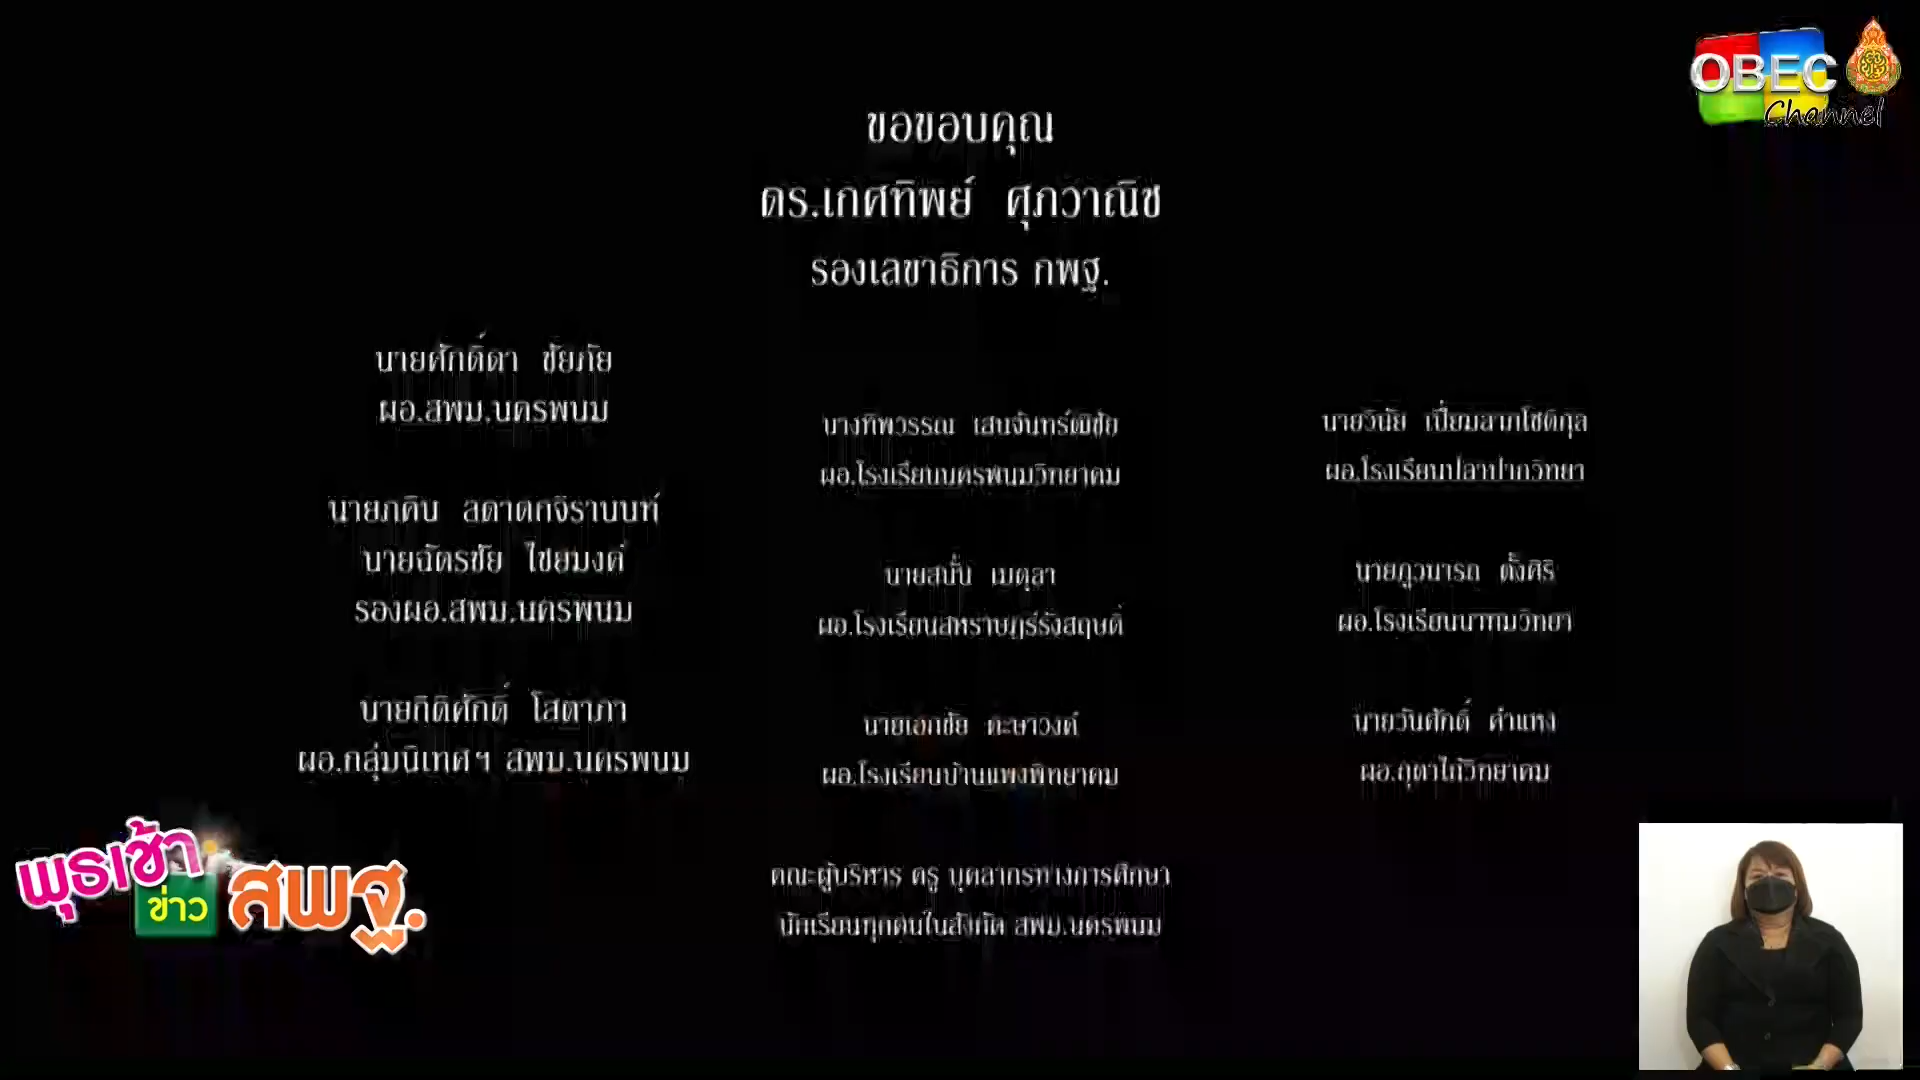 OBEC
Channel
ขอขอบคุณ
ดร.เกศทิพย์ ศุภวาณิช
รองเลขาธิการ กพฐ.
นายศักดิ์ดา ชัยภัย
ผอ.สพม.นครพนม
นายภคิน
นายฉัตรชัย ไชยมงค์
รองผอ.สพม.นครพนม
นายกิติศักดิ์ โสตาภา
ผอ.กลุ่มนิเทศฯ สพม.นครพนม
นางทิพวรรณ เสนจันทร์ฒิชัย
ผอ.โรงเรียนนครพนมวิทยาคม
นายสนั่น เมตุลา
ผอ.โรงเรียนสหราษฎร์รังสฤษดิ์
นายเอกชัย คะษาวงค์
ผอ.โรงเรียนบ้านแพงพิทยาคม
นายวินัย เปี่ยมลาภโชติกุล
ผอ.โรงเรียนปลาปากวิทยา
นายภูวนารถ ตั้งศิริ
ผอ.โรงเรียนนาทมวิทยา
นายวันศักดิ์ คำแหง
ผอ.กุตาไก้วิทยาคม
คณะผู้บริหาร ครู บุคลากรทางการศึกษา
นักเรียนทุกคนในสังกัด สพม.นครพนม
พุธเช้า
ข่าว
สพฐ.